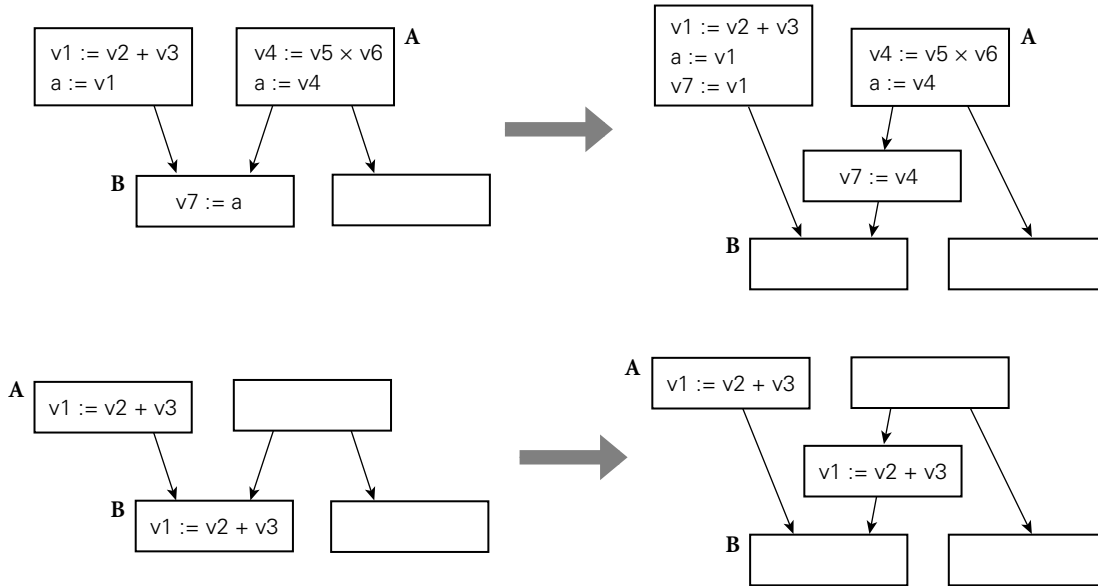 v1 := v2 + v3
a := v1
v4 := v5 × v6
a := v4
A
B
v7 := a
v1 := v2 + v3
a := v1
v7 := v1
v4 := v5 × v6
a := v4
A
v7 := v4
B
A
v1 := v2 + v3
B
v1 := v2 + v3
A
v1 := v2 + v3
v1 := v2 + v3
B